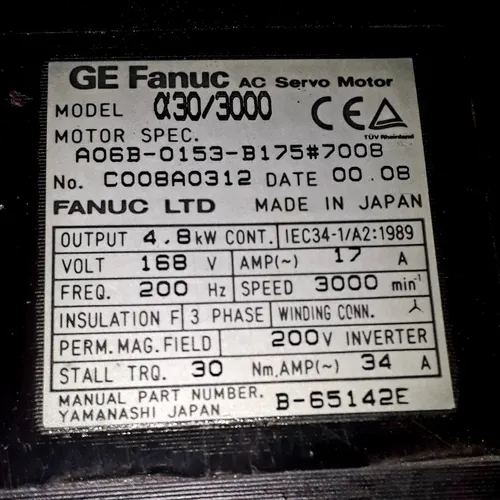 GE Fanuc AC Servo Motor
MODEL α30/3000
CE TÜV Rheinland
MOTOR SPEC.
A06B-0153-B175#7008
No. C008A0312 DATE 00.08
FANUC LTD MADE IN JAPAN
OUTPUT 4.8kW CONT. IEC34-1/A2:1989
VOLT 168 V AMP(~) 17 A
FREQ. 200 Hz SPEED 3000 min⁻¹
INSULATION F 3 PHASE WINDING CONN.
PERM. MAG. FIELD 200V INVERTER
STALL TRQ. 30 Nm, AMP(~) 34 A
MANUAL PART NUMBER. B-65142E
YAMANASHI JAPAN